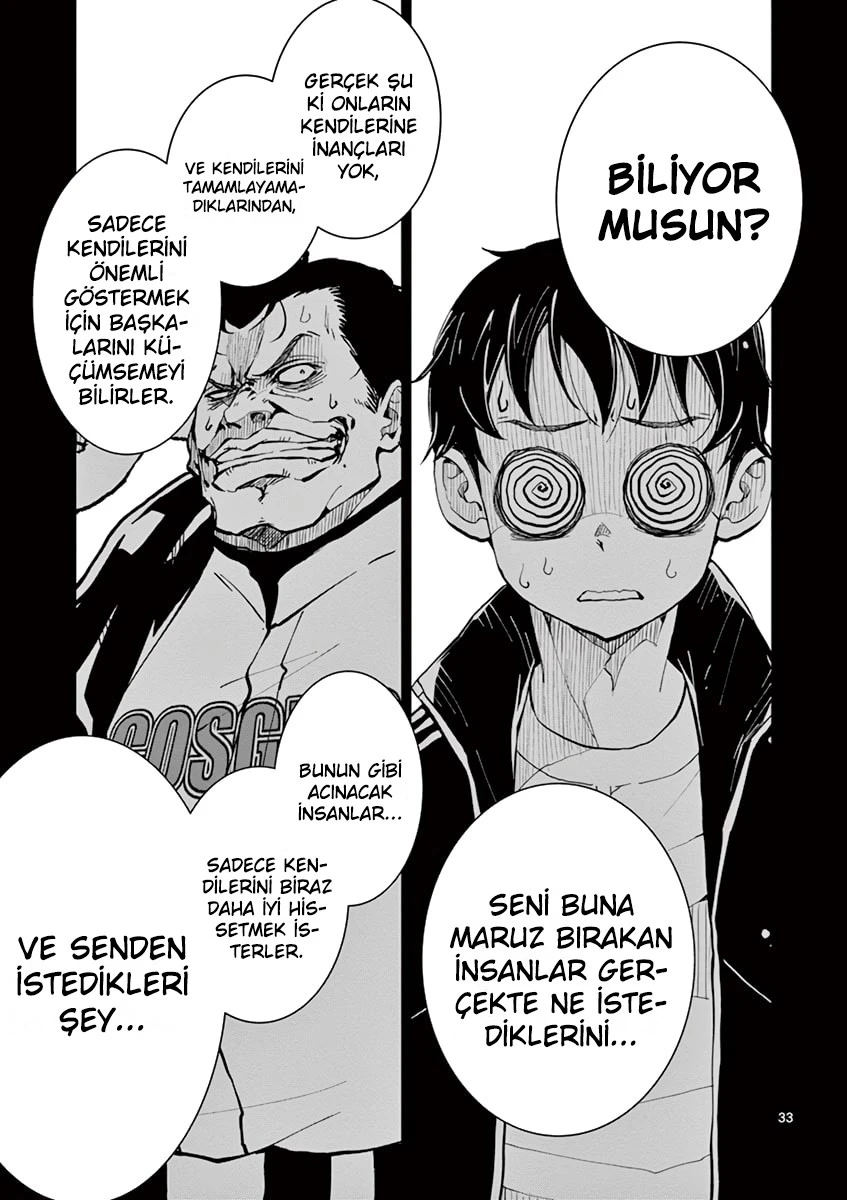 BİLİYOR
MUSUN?
SENİ BUNA
MARUZ BIRAKAN
İNSANLAR GER-
ÇEKTE NE İSTE-
DİKLERİNİ...
GERÇEK ŞU
Kİ ONLARIN
KENDİLERİNE
İNANÇLARI
YOK,
VE KENDİLERİNİ
TAMAMLAYAMA-
DIKLARINDAN,
SADECE
KENDİLERİNİ
ÖNEMLİ
GÖSTERMEK
İÇİN BAŞKA-
LARINI KÜ-
ÇÜMSEMEYİ
BİLİRLER.
BUNUN GİBİ
ACINACAK
İNSANLAR...
SADECE KEN-
DİLERİNİ BİRAZ
DAHA İYİ HİS-
SETMEK İS-
TERLER.
VE SENDEN
İSTEDİKLERİ
ŞEY...
33